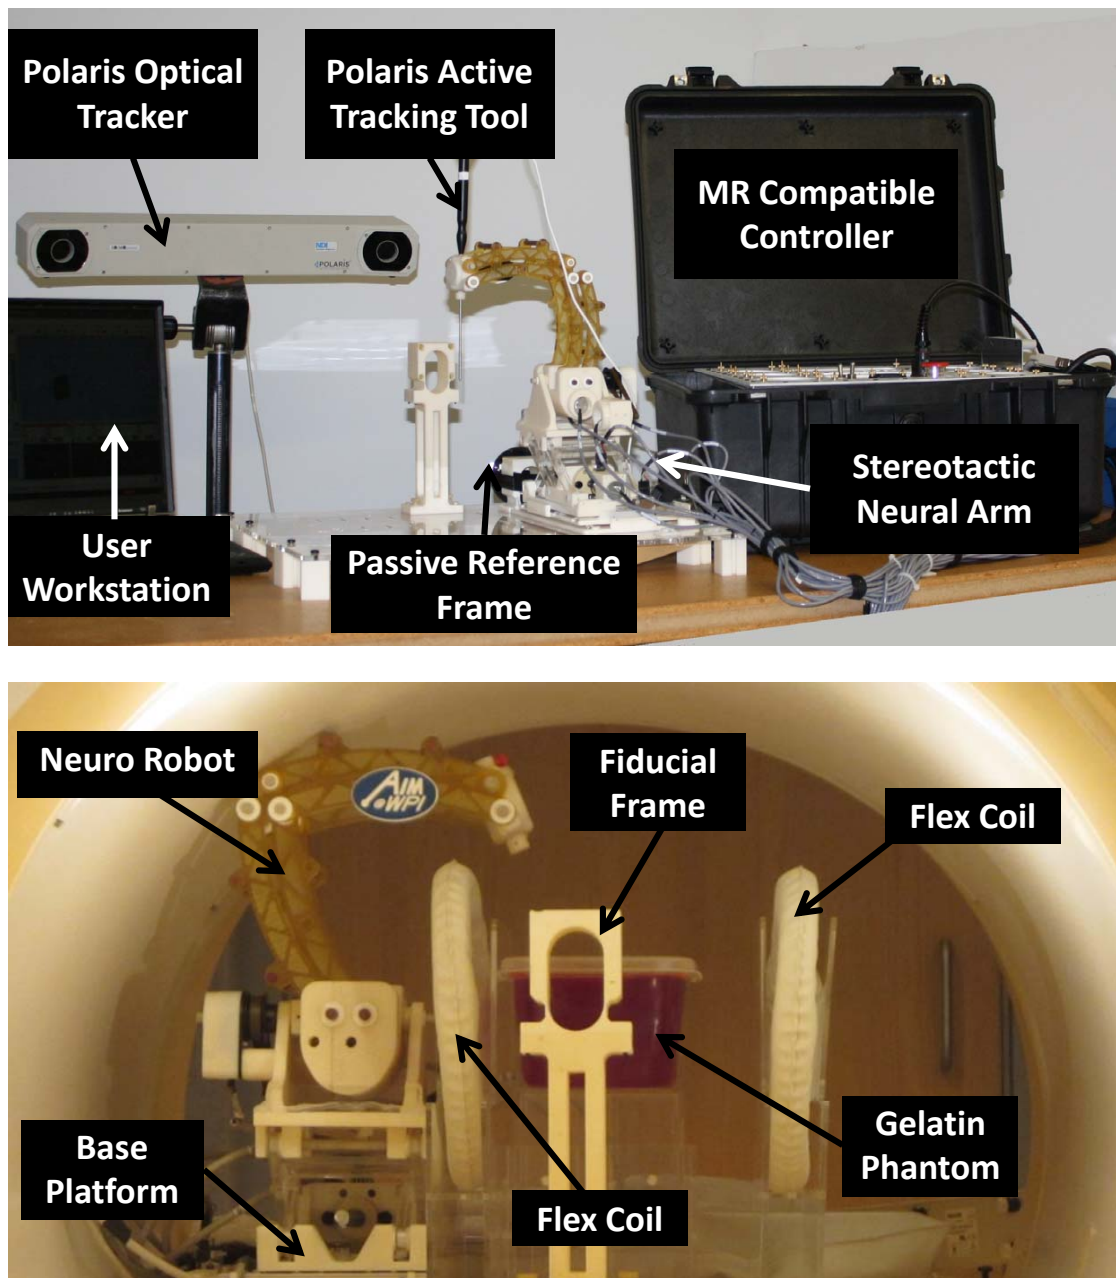 Polaris Optical
Tracker
Polaris Active
Tracking Tool
MR Compatible
Controller
NDI
POLARIS
Stereotactic
Neural Arm
User
Workstation
Passive Reference
Frame
Neuro Robot
AIM
WPI
Fiducial
Frame
Flex Coil
Base
Platform
Flex Coil
Gelatin
Phantom